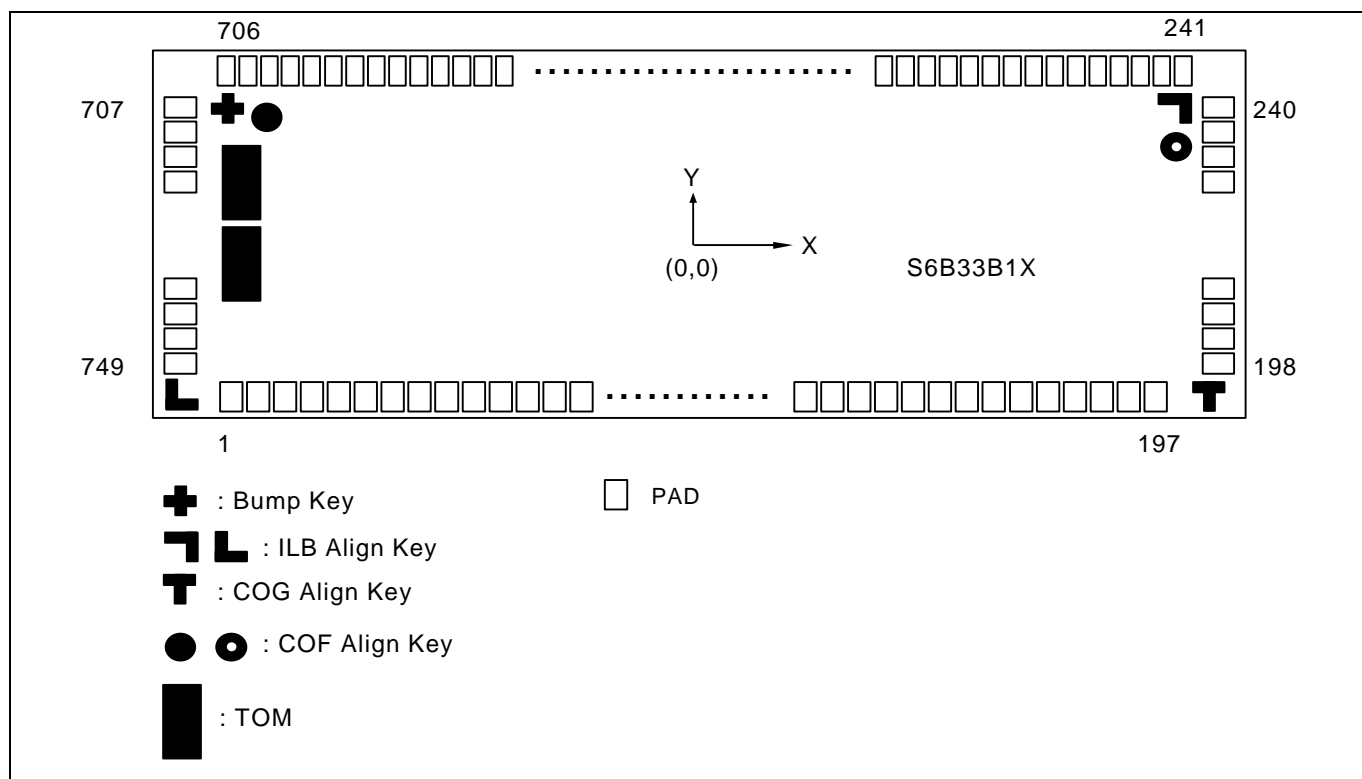 706
241
707
240
Y
X
(0,0)
S6B33B1X
749
198
1
197
: Bump Key
PAD
: ILB Align Key
: COG Align Key
: COF Align Key
: TOM